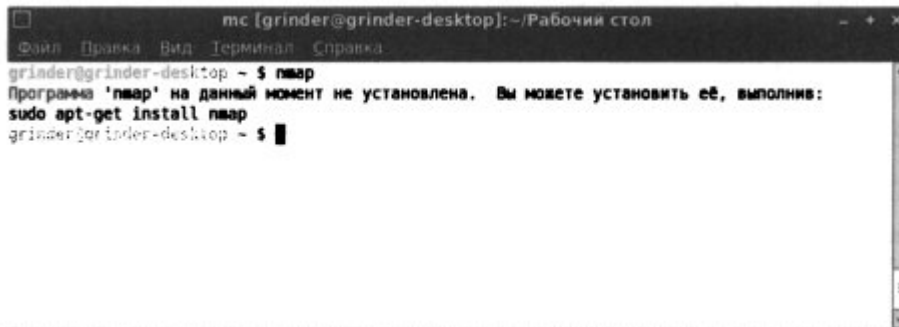 mc [grinder@grinder-desktop]:~/Рабочий стол
Файл Правка Вид Терминал Справка
grinder@grinder-desktop ~ $ nmap
Программа 'nmap' на данный момент не установлена. Вы можете установить её, выполнив:
sudo apt-get install nmap
grinder@grinder-desktop ~ $